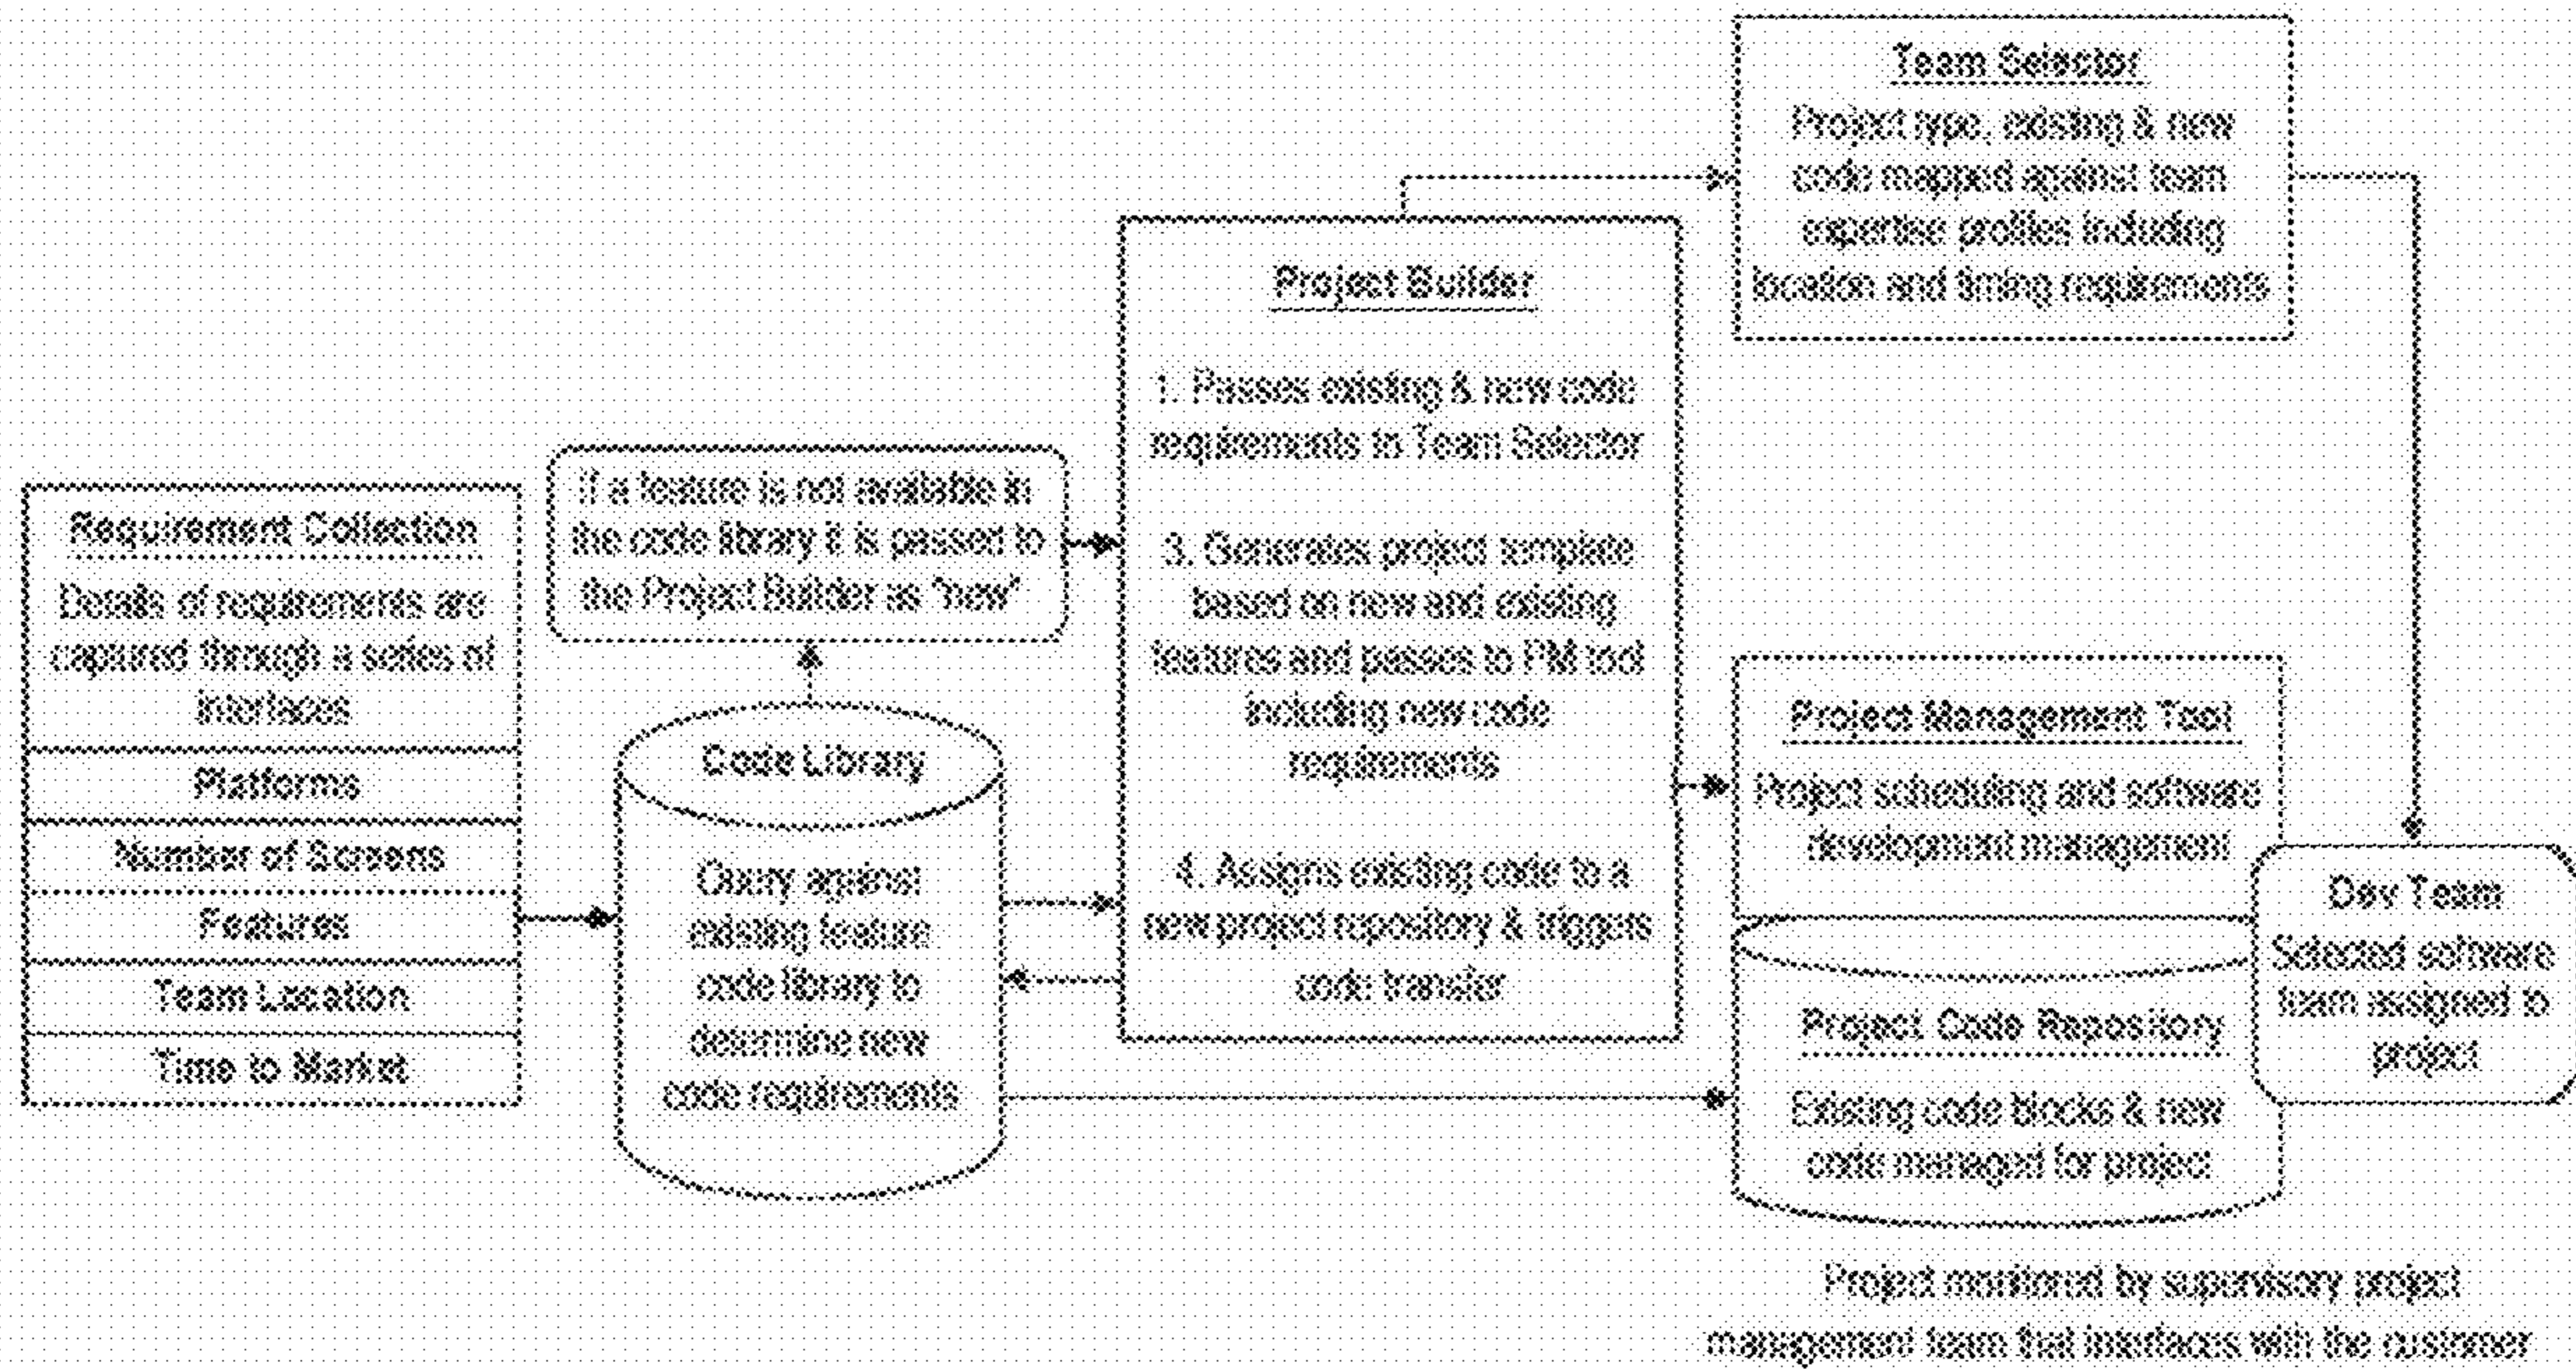 Team Selector
Project type, existing & new
code mapped against team
expertise profiles including
location and timing requirements
Project Builder
1. Passes existing & new code
requirements to Team Selector
3. Generates project template
based on new and existing
features and passes to PM tool
including new code
requirements
4. Assigns existing code to a
new project repository & triggers
code transfer
If a feature is not available in
the code library it is passed to
the Project Builder as "new"
Requirement Collection
Details of requirements are
captured through a series of
interfaces
Platforms
Number of Screens
Features
Team Location
Time to Market
Code Library
Query against
existing feature
code library to
determine new
code requirements
Project Management Tool
Project scheduling and software
development management
Dev Team
Selected software
team assigned to
project
Project Code Repository
Existing code blocks & new
code managed for project
Project monitored by supervisory project
management team that interfaces with the customer